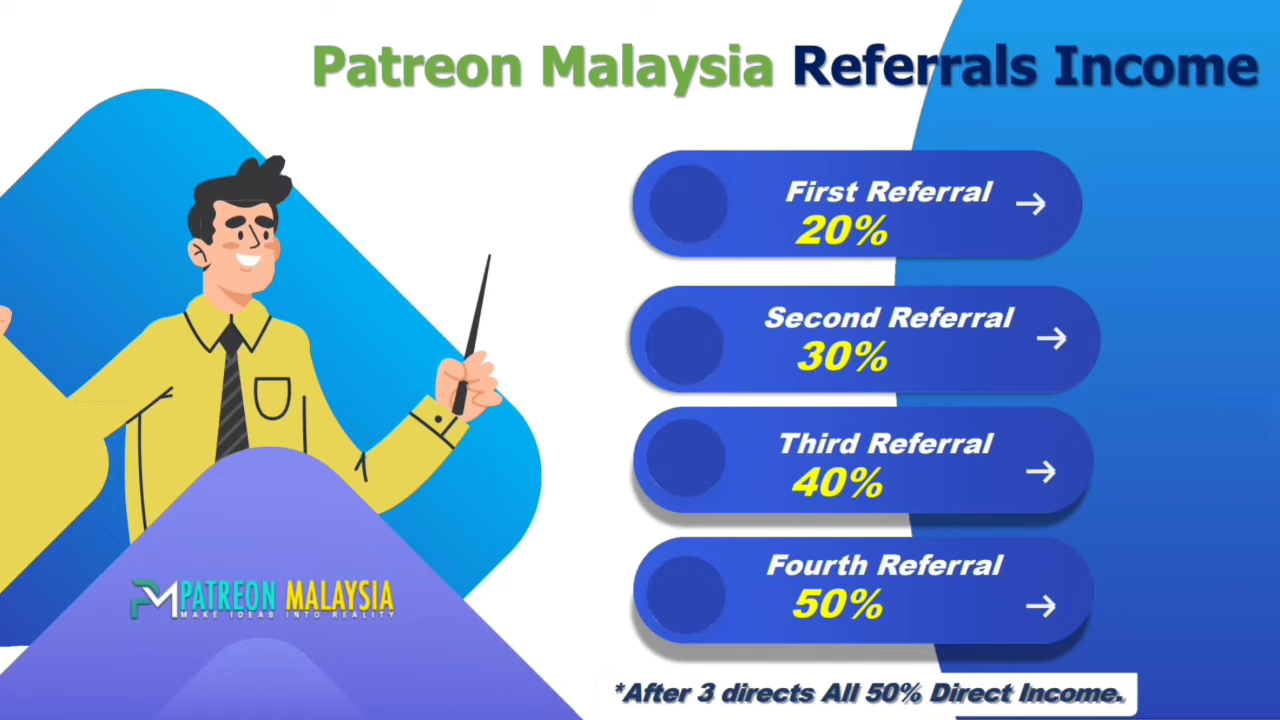 Patreon Malaysia Referrals Income
First Referral
20%
Second Referral
30%
Third Referral
40%
Fourth Referral
50%
PM PATREON MALAYSIA
MAKE IDEAS INTO REALITY
*After 3 directs All 50% Direct Income.